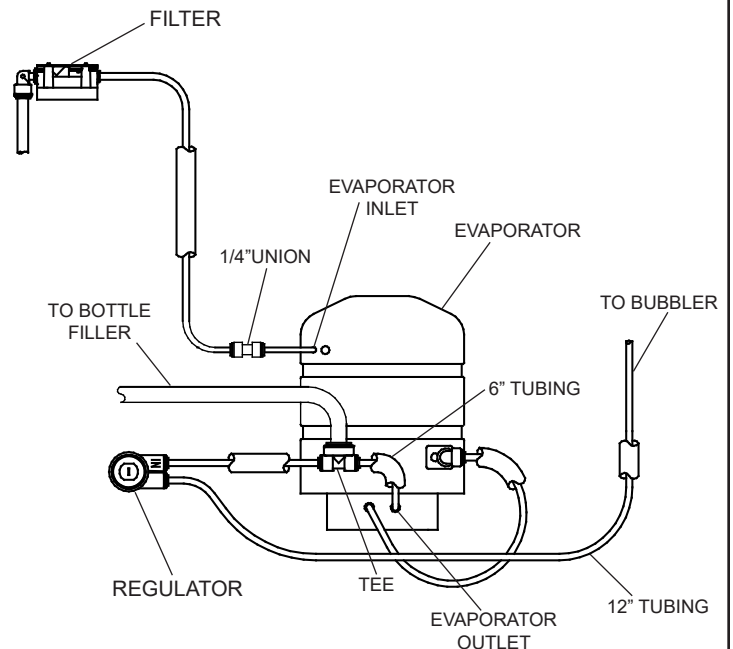 FILTER
EVAPORATOR
INLET
EVAPORATOR
1/4”UNION
TO BOTTLE
FILLER
TO BUBBLER
6” TUBING
IN
I
REGULATOR
TEE
EVAPORATOR
OUTLET
12” TUBING